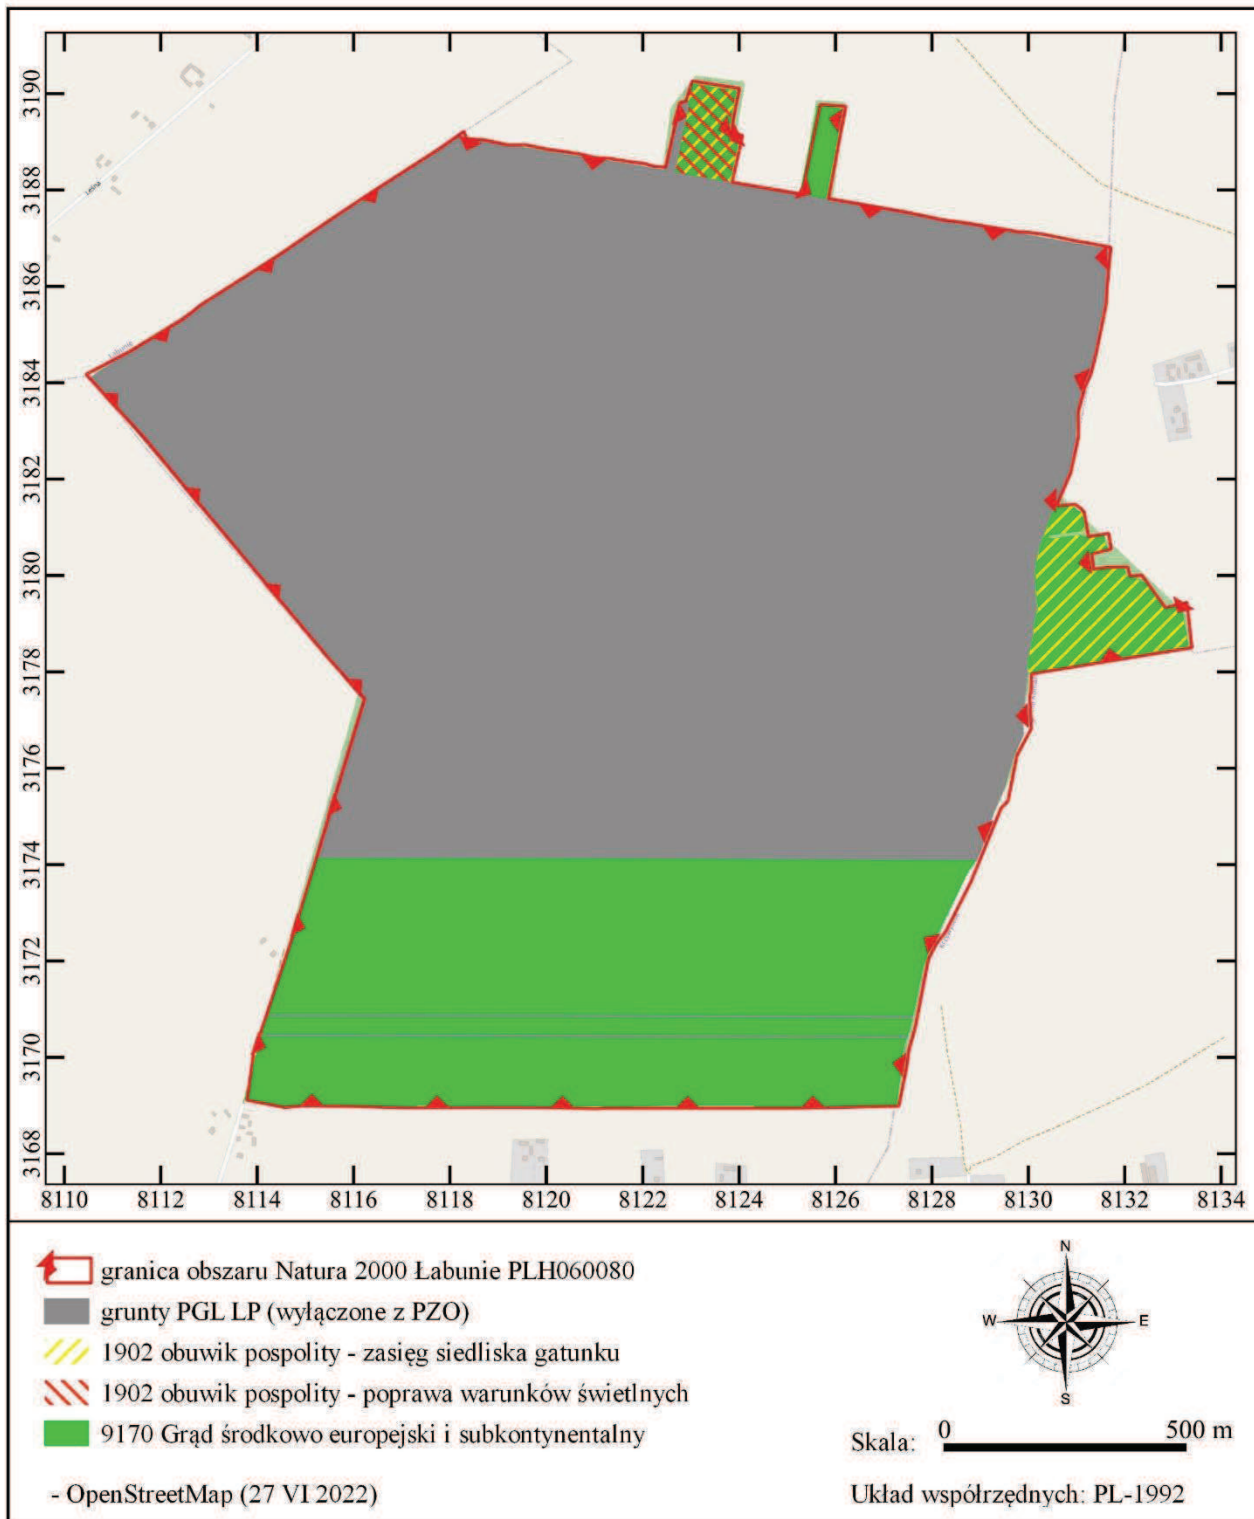 3190
3188
3186
3184
3182
3180
3178
3176
3174
3172
3170
3168
Łabunie
8110 8112 8114 8116 8118 8120 8122 8124 8126 8128 8130 8132 8134
granica obszaru Natura 2000 Łabunie PLH060080
grunty PGL LP (wyłączone z PZO)
1902 obuwik pospolity - zasięg siedliska gatunku
1902 obuwik pospolity - poprawa warunków świetlnych
9170 Grąd środkowo europejski i subkontynentalny
- OpenStreetMap (27 VI 2022)
N
W E
S
Skala: 0 500 m
Układ współrzędnych: PL-1992